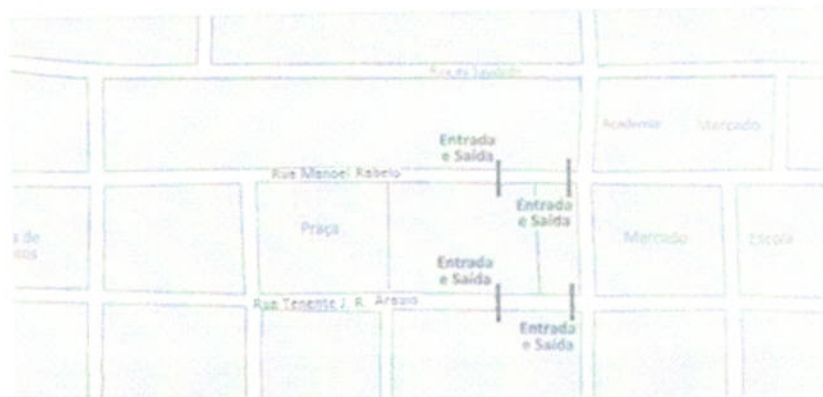 Academia
Mercado
Entrada
e Saída
Rua Manoel Rabelo
Entrada
e Saída
Praça
Mercado
Escola
s de
Entrada
e Saída
Rua Tenente J. R. Araujo
Entrada
e Saída